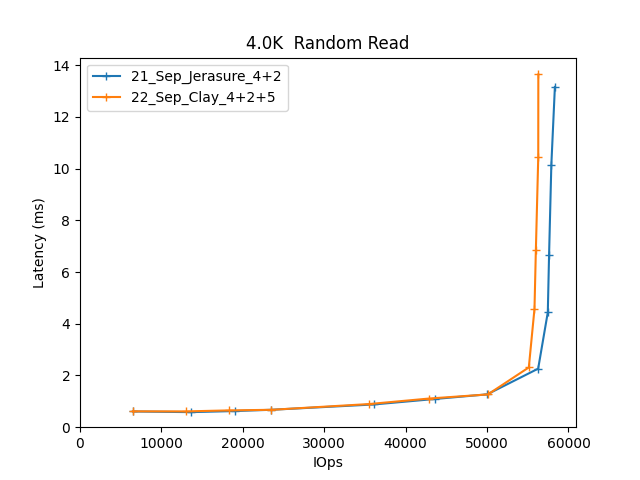 4.0K  Random Read
21_Sep_Jerasure_4+2
22_Sep_Clay_4+2+5
14
12
10
8
6
4
2
0
Latency (ms)
0 10000 20000 30000 40000 50000 60000
IOps